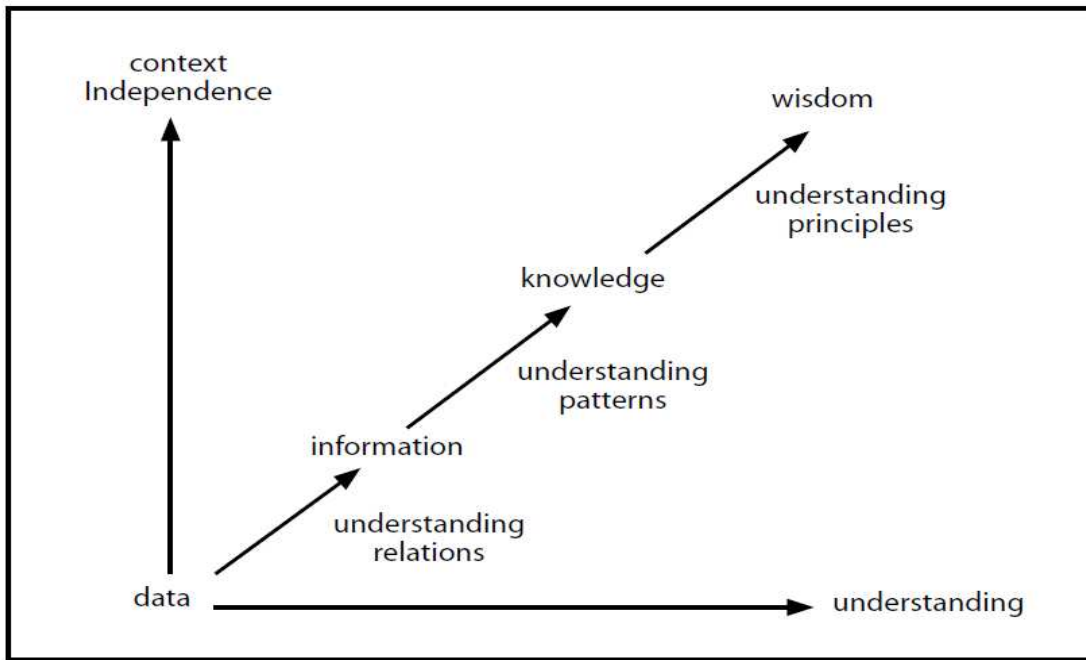 context
Independence
wisdom
understanding
principles
knowledge
understanding
patterns
information
understanding
relations
data
understanding